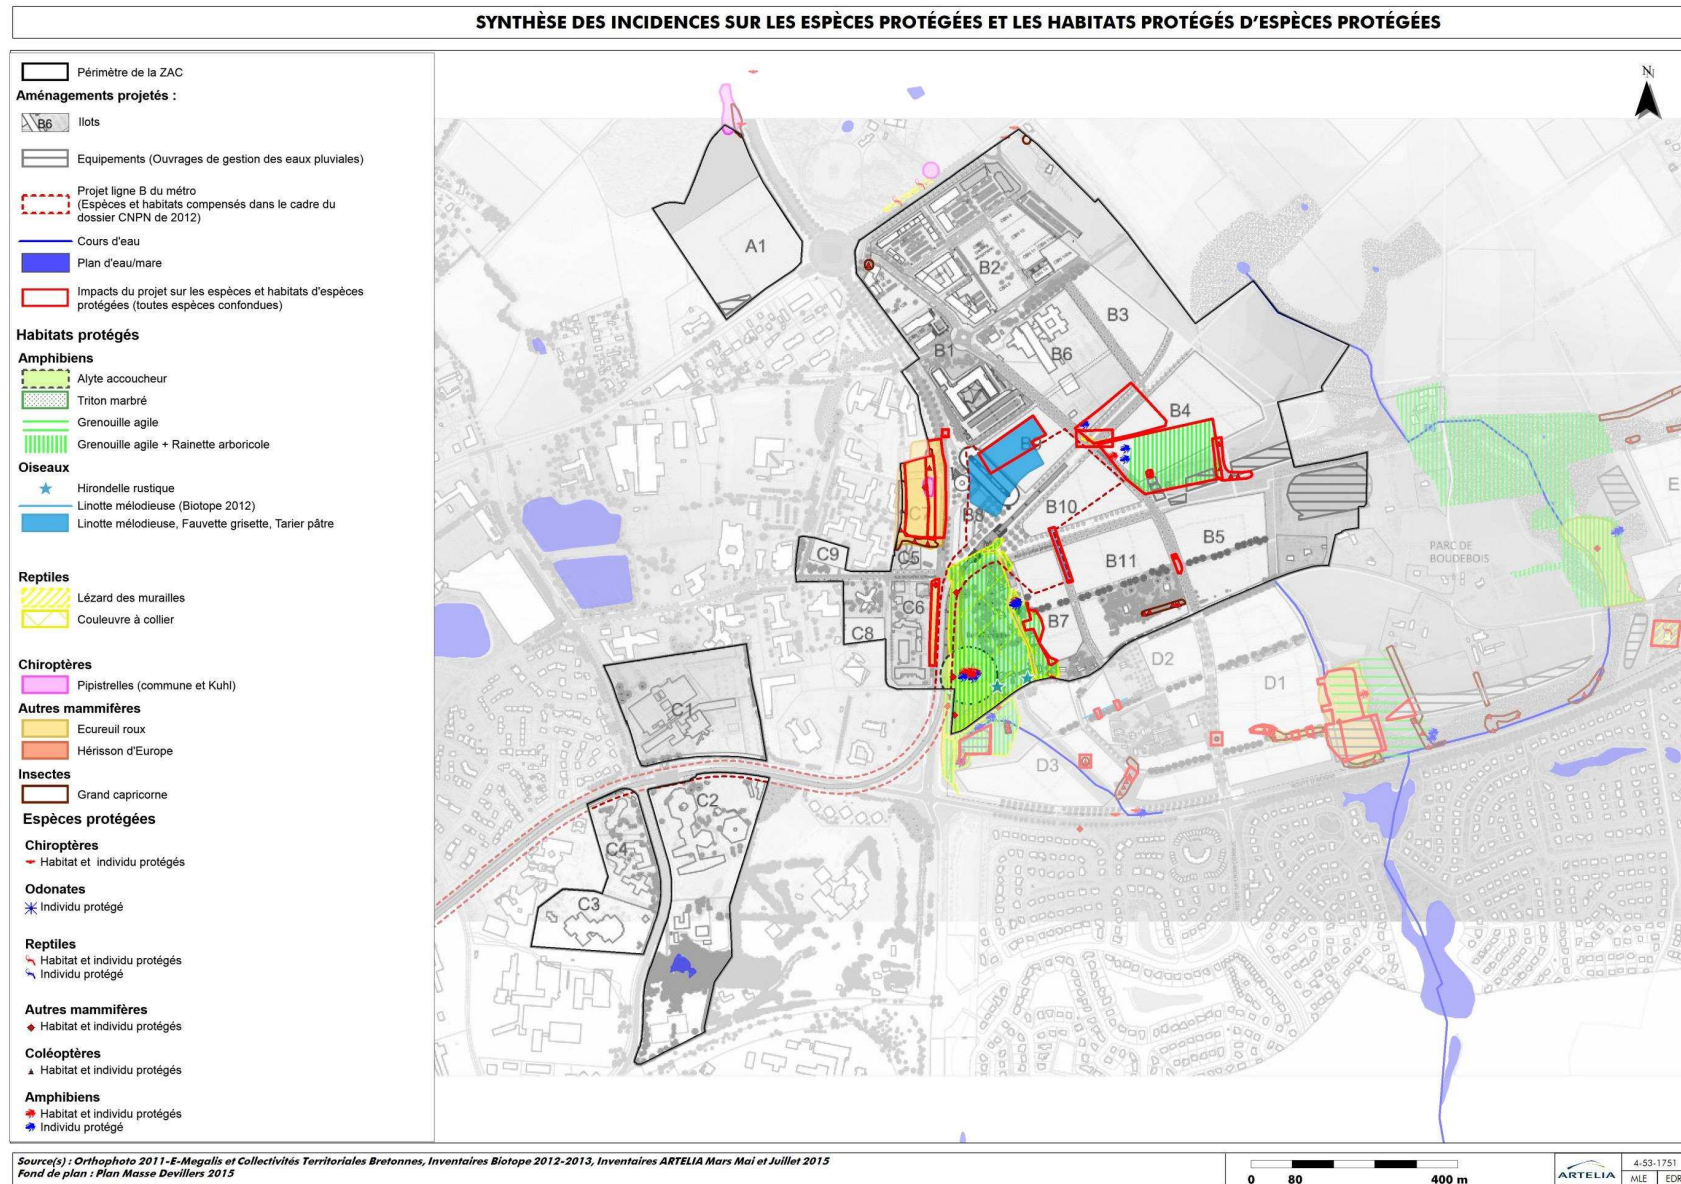 SYNTHÈSE DES INCIDENCES SUR LES ESPÈCES PROTÉGÉES ET LES HABITATS PROTÉGÉS D'ESPÈCES PROTÉGÉES
Périmètre de la ZAC
Aménagements projetés :
B6
Ilots
Equipements (Ouvrages de gestion des eaux pluviales)
Projet ligne B du métro
(Espèces et habitats compensés dans le cadre du
dossier CNPN de 2012)
Cours d'eau
Plan d'eau/mare
Impacts du projet sur les espèces et habitats d'espèces
protégées (toutes espèces confondues)
Habitats protégés
Amphibiens
Alyte accoucheur
Triton marbré
Grenouille agile
Grenouille agile + Rainette arboricole
Oiseaux
Hirondelle rustique
Linotte mélodieuse (Biotope 2012)
Linotte mélodieuse, Fauvette grisette, Tarier pâtre
Reptiles
Lézard des murailles
Couleuvre à collier
Chiroptères
Pipistrelles (commune et Kuhl)
Autres mammifères
Ecureuil roux
Hérisson d'Europe
Insectes
Grand capricorne
Espèces protégées
Chiroptères
Habitat et individu protégés
Odonates
Individu protégé
Reptiles
Habitat et individu protégés
Individu protégé
Autres mammifères
Habitat et individu protégés
Coléoptères
Habitat et individu protégés
Amphibiens
Habitat et individu protégés
Individu protégé
N
A1
B2
B3
B1
B6
B4
B9
C7
B8
B10
C9
C5
B11
B5
PARC DE
BOUDEBOIS
E
C6
C8
B7
D2
D1
C1
D3
C2
C4
C3
Source(s) : Orthophoto 2011-E-Megalis et Collectivités Territoriales Bretonnes, Inventaires Biotope 2012-2013, Inventaires ARTELIA Mars Mai et Juillet 2015
Fond de plan : Plan Masse Devillers 2015
0 80 400 m
ARTELIA
4-53-1751
MLE EDR